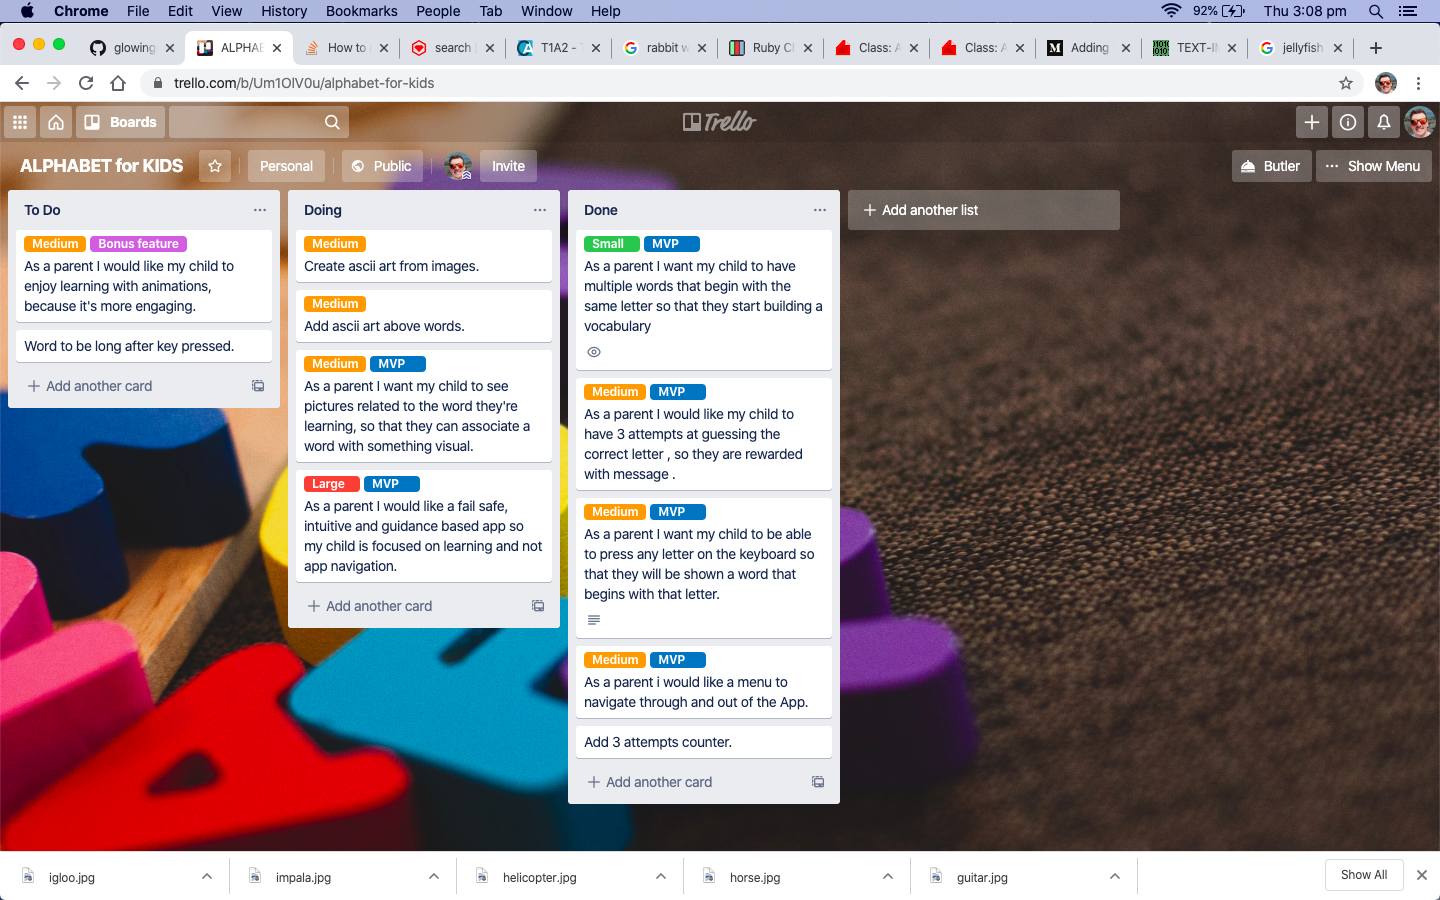 Chrome File Edit View History Bookmarks People Tab Window Help 92% Thu 3:08 pm
glowing ALPHABE How to search T1A2 - T Google rabbit w Ruby Cl Class: A Class: A Adding TEXT-IM jellyfish
trello.com/b/Um1OlV0u/alphabet-for-kids
Boards Trello
ALPHABET for KIDS Personal Public Invite Butler Show Menu
To Do
Medium Bonus feature
As a parent I would like my child to
enjoy learning with animations,
because it's more engaging.
Word to be long after key pressed.
Add another card
Doing
Medium
Create ascii art from images.
Medium
Add ascii art above words.
Medium MVP
As a parent I want my child to see
pictures related to the word they're
learning, so that they can associate a
word with something visual.
Large MVP
As a parent I would like a fail safe,
intuitive and guidance based app so
my child is focused on learning and not
app navigation.
Add another card
Done
Small MVP
As a parent I want my child to have
multiple words that begin with the
same letter so that they start building a
vocabulary
Medium MVP
As a parent I would like my child to
have 3 attempts at guessing the
correct letter , so they are rewarded
with message .
Medium MVP
As a parent I want my child to be able
to press any letter on the keyboard so
that they will be shown a word that
begins with that letter.
Medium MVP
As a parent i would like a menu to
navigate through and out of the App.
Add 3 attempts counter.
Add another card
Add another list
igloo.jpg impala.jpg helicopter.jpg horse.jpg guitar.jpg Show All